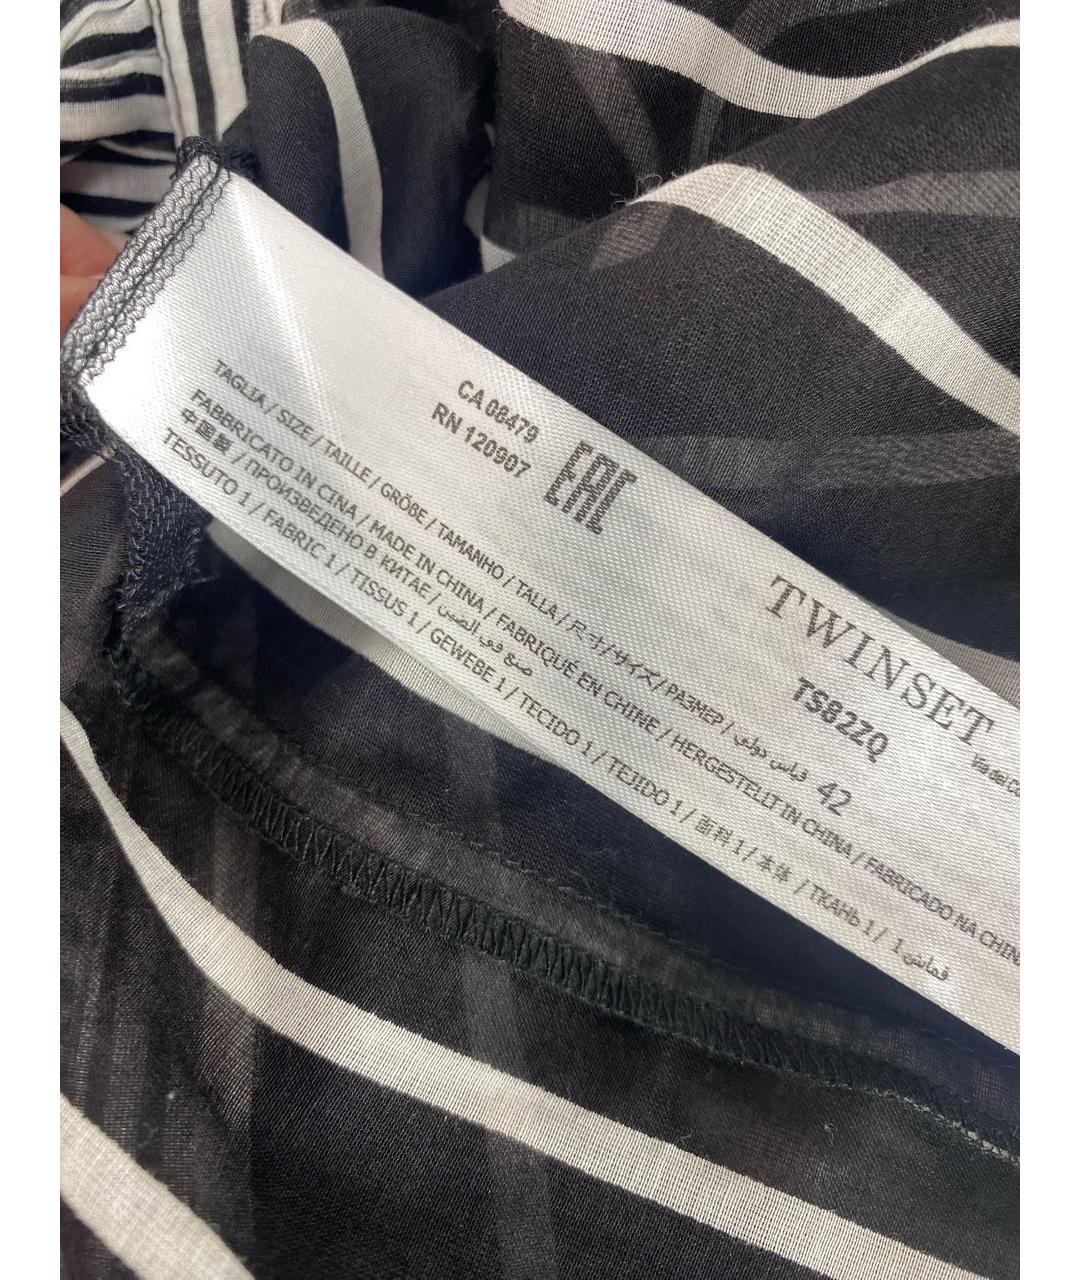 CA 08479
RN 120907
EAC
TWINSET
TS82ZQ
TAGLIA / SIZE / TAILLE / GRÖßE / TAMANHO / TALLA / 尺寸 / サイズ / РАЗМЕР / قياس دولي 42
FABBRICATO IN CINA / MADE IN CHINA / FABRIQUÉ EN CHINE / HERGESTELLT IN CHINA / FABRICADO NA CHIN
中国製 / ПРОИЗВЕДЕНО В КИТАЕ / صنع في الصين
TESSUTO 1 / FABRIC 1 / TISSUS 1 / GEWEBE 1 / TECIDO 1 / TEJIDO 1 / 面料 1 / 本体 / ТКАНЬ 1 / قماش 1